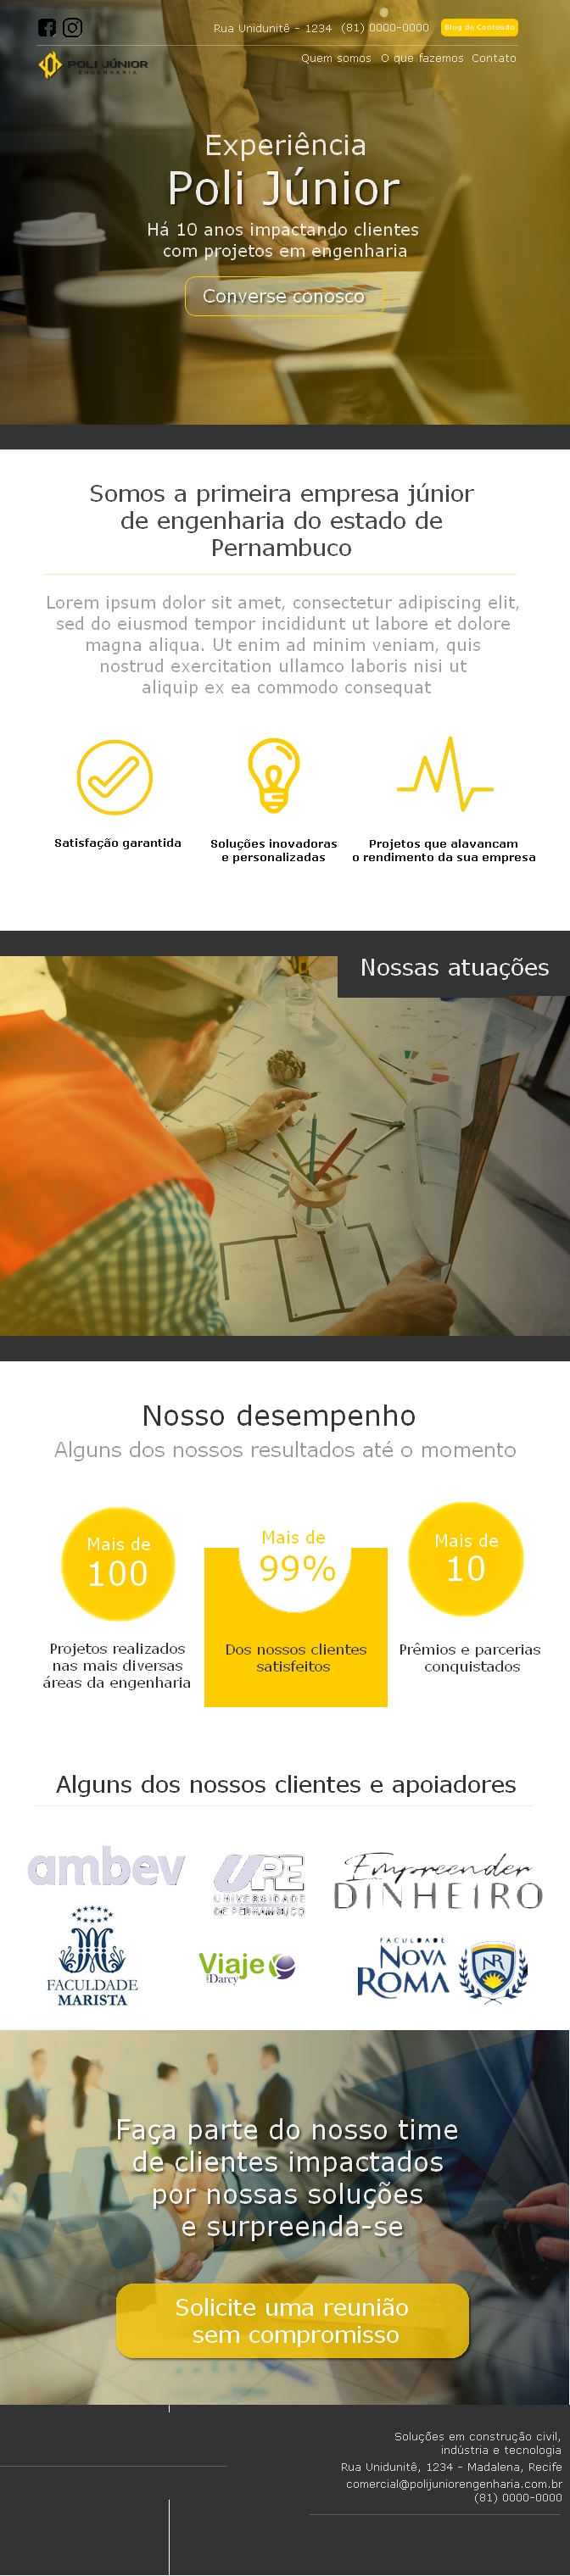 Rua Unidunitê - 1234 (81) 0000-0000 Blog de Conteúdo
POLI JÚNIOR
ENGENHARIA
Quem somos O que fazemos Contato
Experiência
Poli Júnior
Há 10 anos impactando clientes
com projetos em engenharia
Converse conosco
Somos a primeira empresa júnior
de engenharia do estado de
Pernambuco
Lorem ipsum dolor sit amet, consectetur adipiscing elit,
sed do eiusmod tempor incididunt ut labore et dolore
magna aliqua. Ut enim ad minim veniam, quis
nostrud exercitation ullamco laboris nisi ut
aliquip ex ea commodo consequat
Satisfação garantida
Soluções inovadoras
e personalizadas
Projetos que alavancam
o rendimento da sua empresa
Nossas atuações
Nosso desempenho
Alguns dos nossos resultados até o momento
Mais de
100
Projetos realizados
nas mais diversas
áreas da engenharia
Mais de
99%
Dos nossos clientes
satisfeitos
Mais de
10
Prêmios e parcerias
conquistados
Alguns dos nossos clientes e apoiadores
ambev
UPE
UNIVERSIDADE
DE PERNAMBUCO
Empreender
DINHEIRO
FACULDADE
MARISTA
Viaje
com Darcy
FACULDADE
NOVA
ROMA
NR
Faça parte do nosso time
de clientes impactados
por nossas soluções
e surpreenda-se
Solicite uma reunião
sem compromisso
Soluções em construção civil,
indústria e tecnologia
Rua Unidunitê, 1234 - Madalena, Recife
comercial@polijuniorengenharia.com.br
(81) 0000-0000